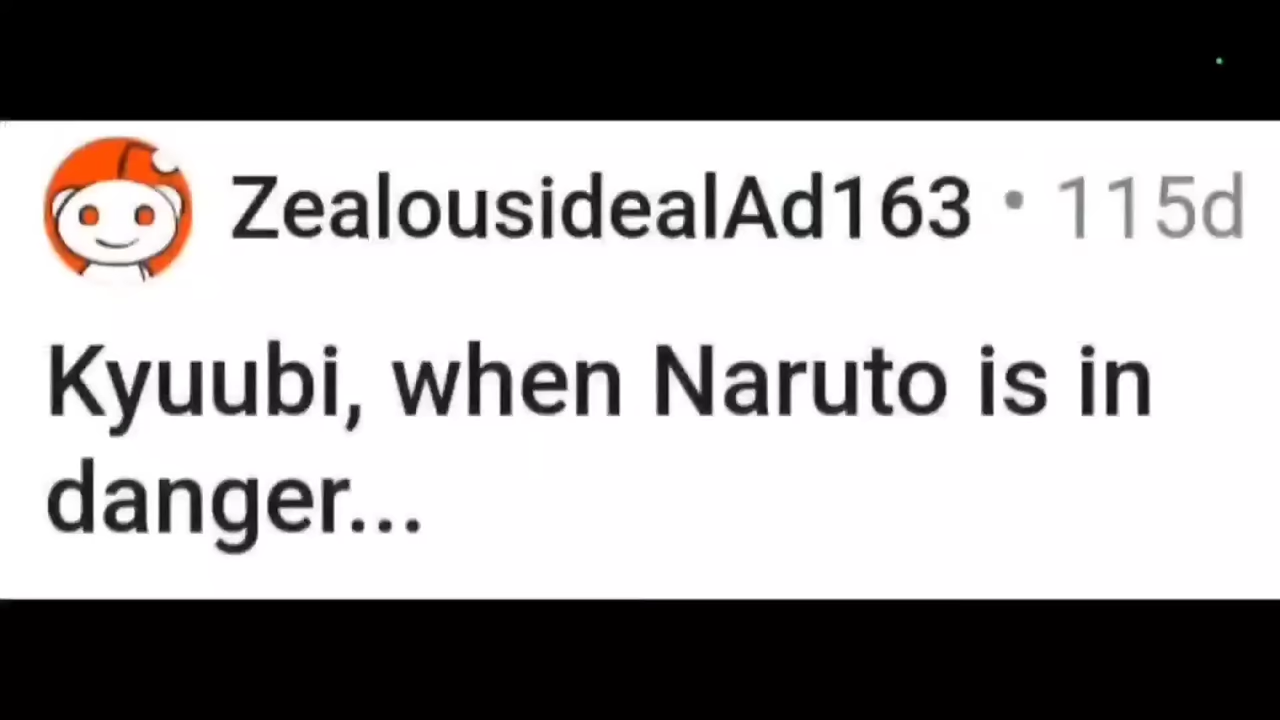 ZealousidealAd163 • 115d
Kyuubi, when Naruto is in
danger...